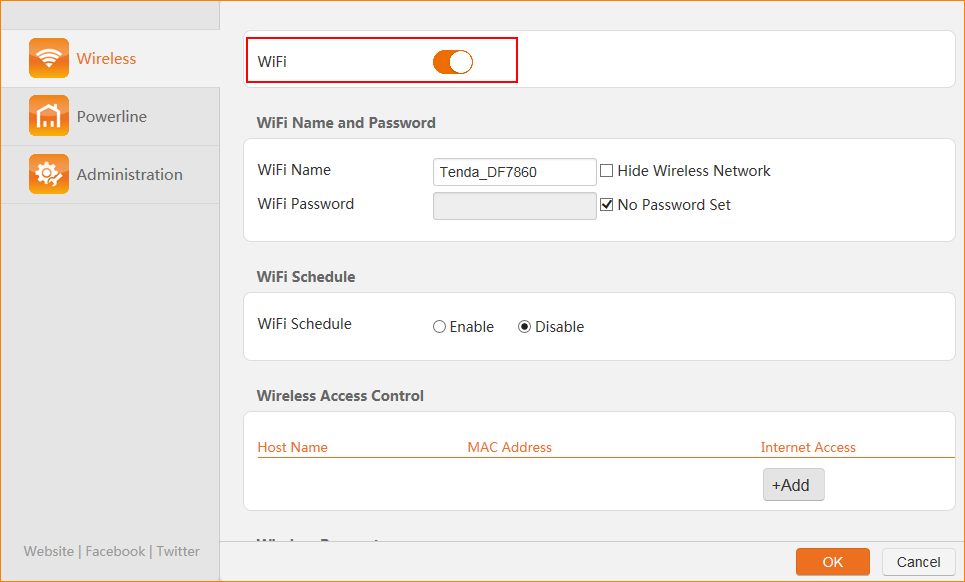 Wireless
Powerline
Administration
Website | Facebook | Twitter
WiFi
WiFi Name and Password
WiFi Name Tenda_DF7860 Hide Wireless Network
WiFi Password No Password Set
WiFi Schedule
WiFi Schedule Enable Disable
Wireless Access Control
Host Name MAC Address Internet Access
+Add
OK Cancel